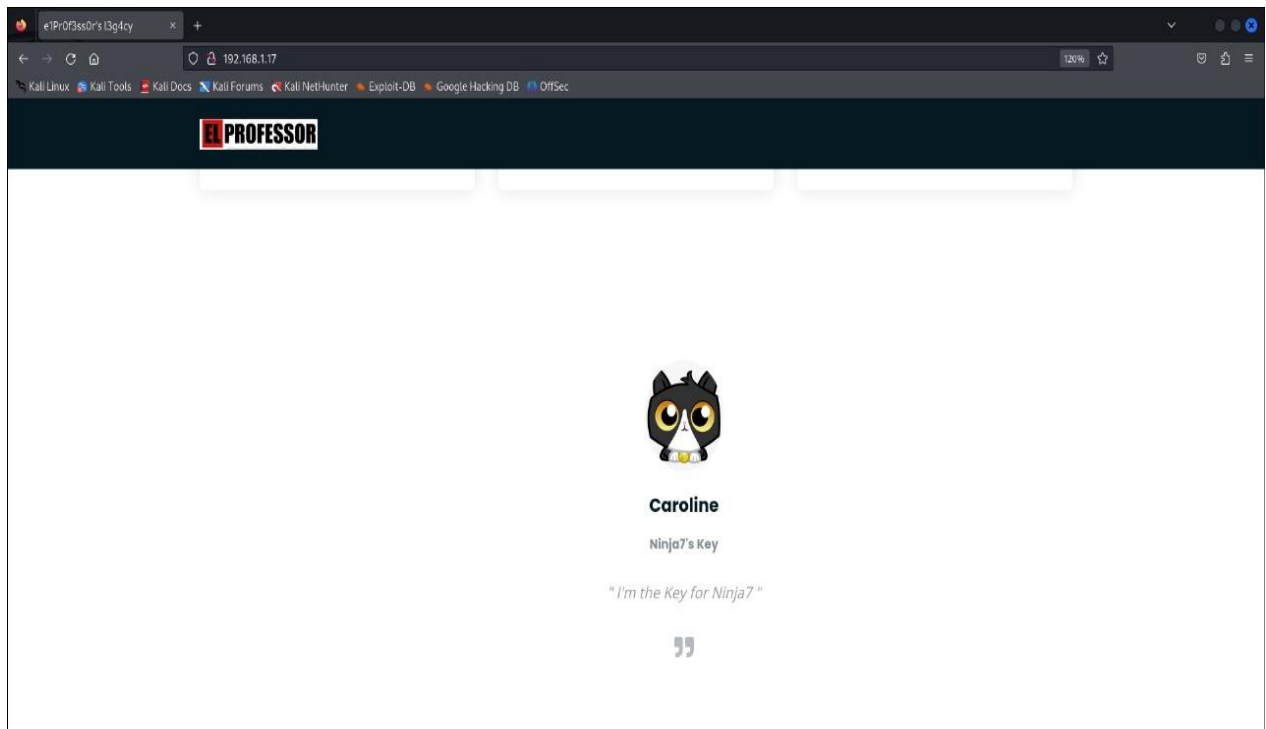 e1Pr0f3ss0r's l3g4cy
192.168.1.17
120%
Kali Linux Kali Tools Kali Docs Kali Forums Kali NetHunter Exploit-DB Google Hacking DB OffSec
EL PROFESSOR
Caroline
Ninja7's Key
" I'm the Key for Ninja7 "